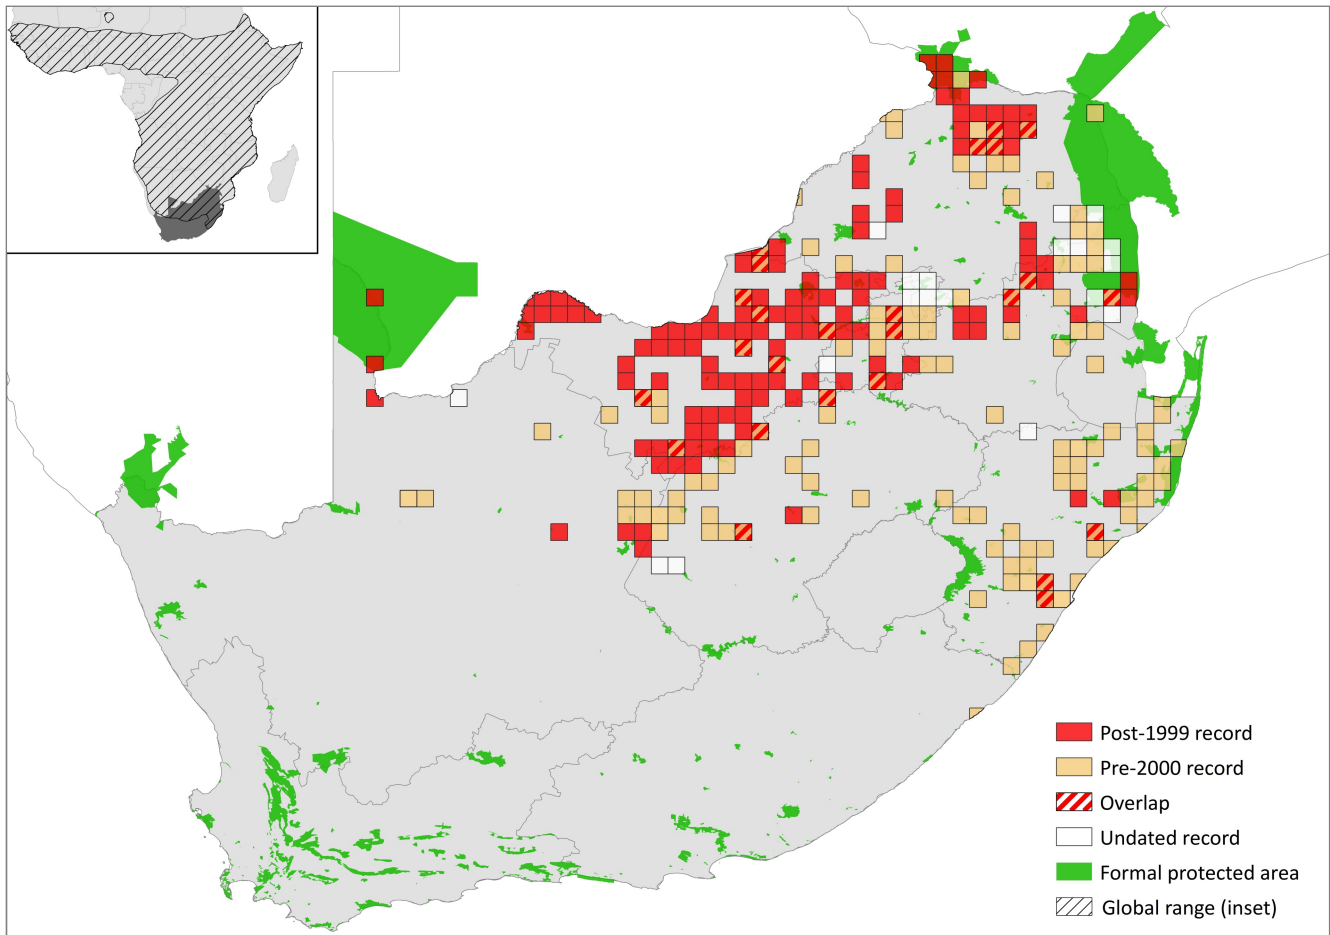 Post-1999 record
Pre-2000 record
Overlap
Undated record
Formal protected area
Global range (inset)